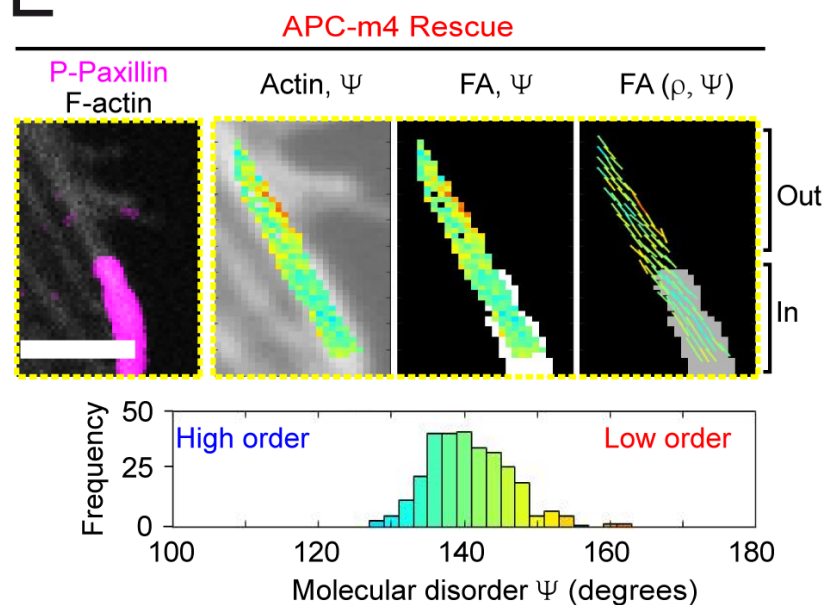 E
APC-m4 Rescue
P-Paxillin
F-actin
Actin, Ψ
FA, Ψ
FA (ρ, Ψ)
Out
In
50
25
0
Frequency
High order
Low order
100
120
140
160
180
Molecular disorder Ψ (degrees)